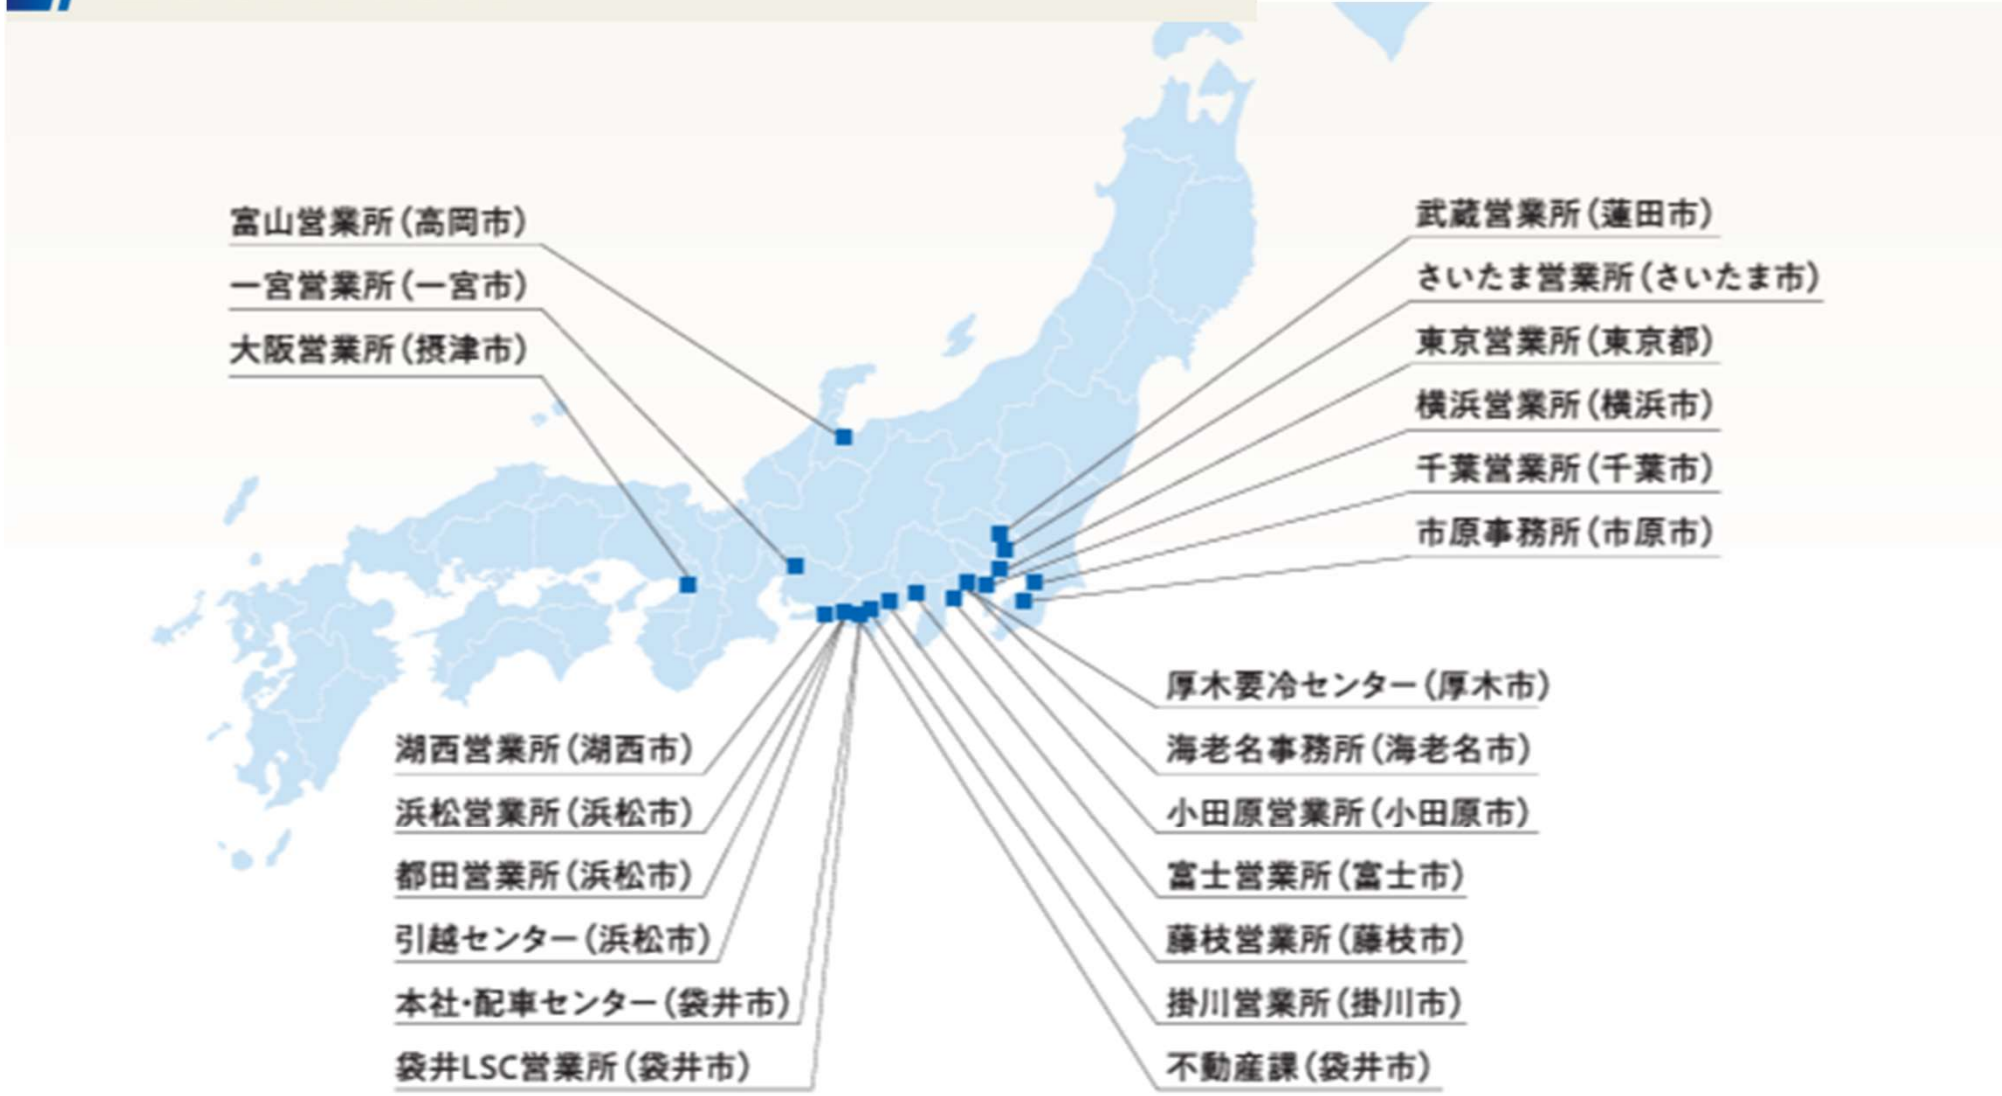 富山営業所(高岡市)
一宮営業所(一宮市)
大阪営業所(摂津市)
武蔵営業所(蓮田市)
さいたま営業所(さいたま市)
東京営業所(東京都)
横浜営業所(横浜市)
千葉営業所(千葉市)
市原事務所(市原市)
湖西営業所(湖西市)
浜松営業所(浜松市)
都田営業所(浜松市)
引越センター(浜松市)
本社・配車センター(袋井市)
袋井LSC営業所(袋井市)
厚木要冷センター(厚木市)
海老名事務所(海老名市)
小田原営業所(小田原市)
富士営業所(富士市)
藤枝営業所(藤枝市)
掛川営業所(掛川市)
不動産課(袋井市)